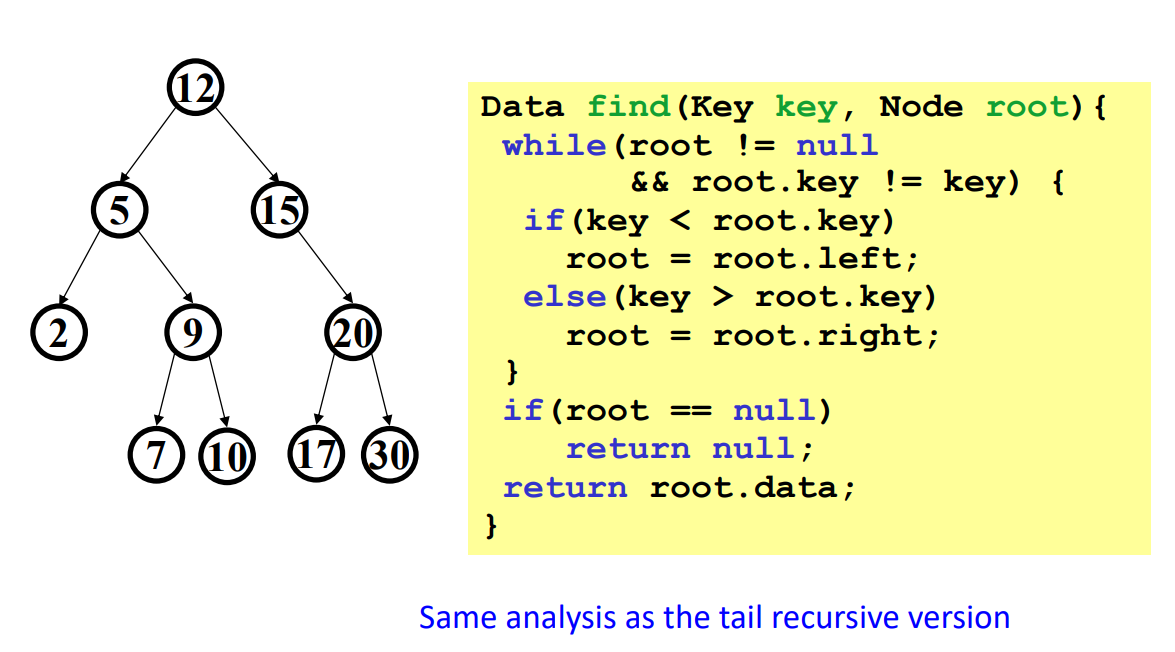 12
5
15
2
9
20
7
10
17
30
Data find(Key key, Node root){
while(root != null
&& root.key != key) {
if(key < root.key)
root = root.left;
else(key > root.key)
root = root.right;
}
if(root == null)
return null;
return root.data;
}
Same analysis as the tail recursive version